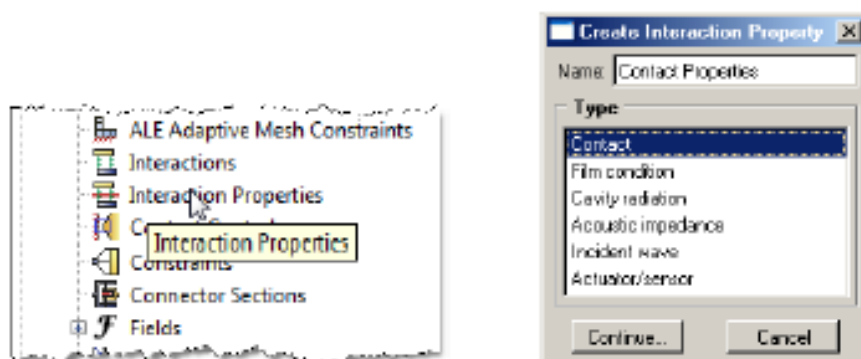 ALE Adaptive Mesh Constraints
Interactions
Interaction Properties
Interaction Properties
Constraints
Connector Sections
Fields
Create Interaction Property
Name: Contact Properties
Type
Contact
Film condition
Cavity radiation
Acoustic impedance
Incident wave
Actuator/sensor
Continue...
Cancel